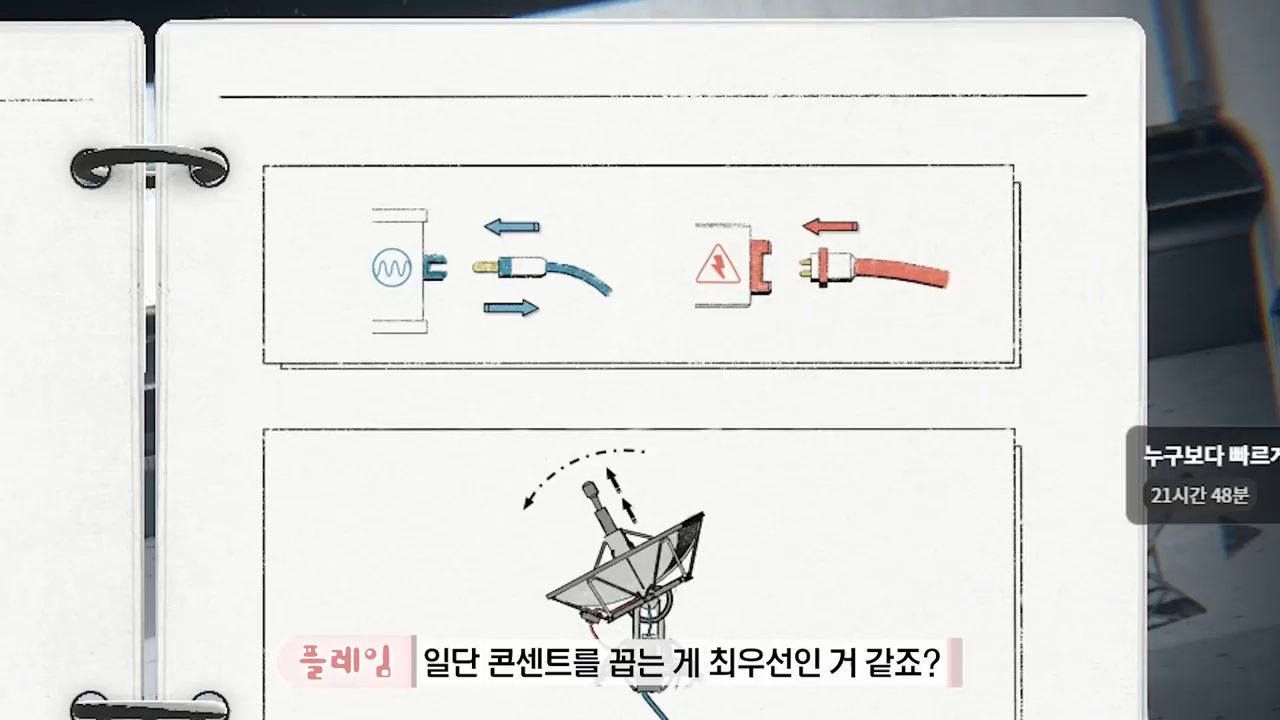 누구보다 빠르게
21시간 48분
플레임 일단 콘센트를 꼽는 게 최우선인 거 같죠?